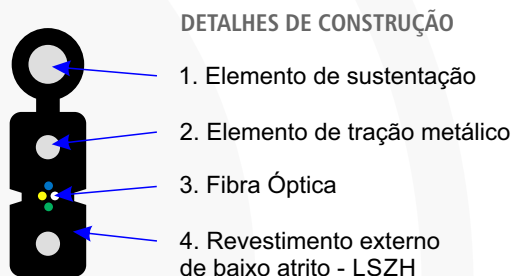 DETALHES DE CONSTRUÇÃO
1. Elemento de sustentação
2. Elemento de tração metálico
3. Fibra Óptica
4. Revestimento externo
de baixo atrito - LSZH